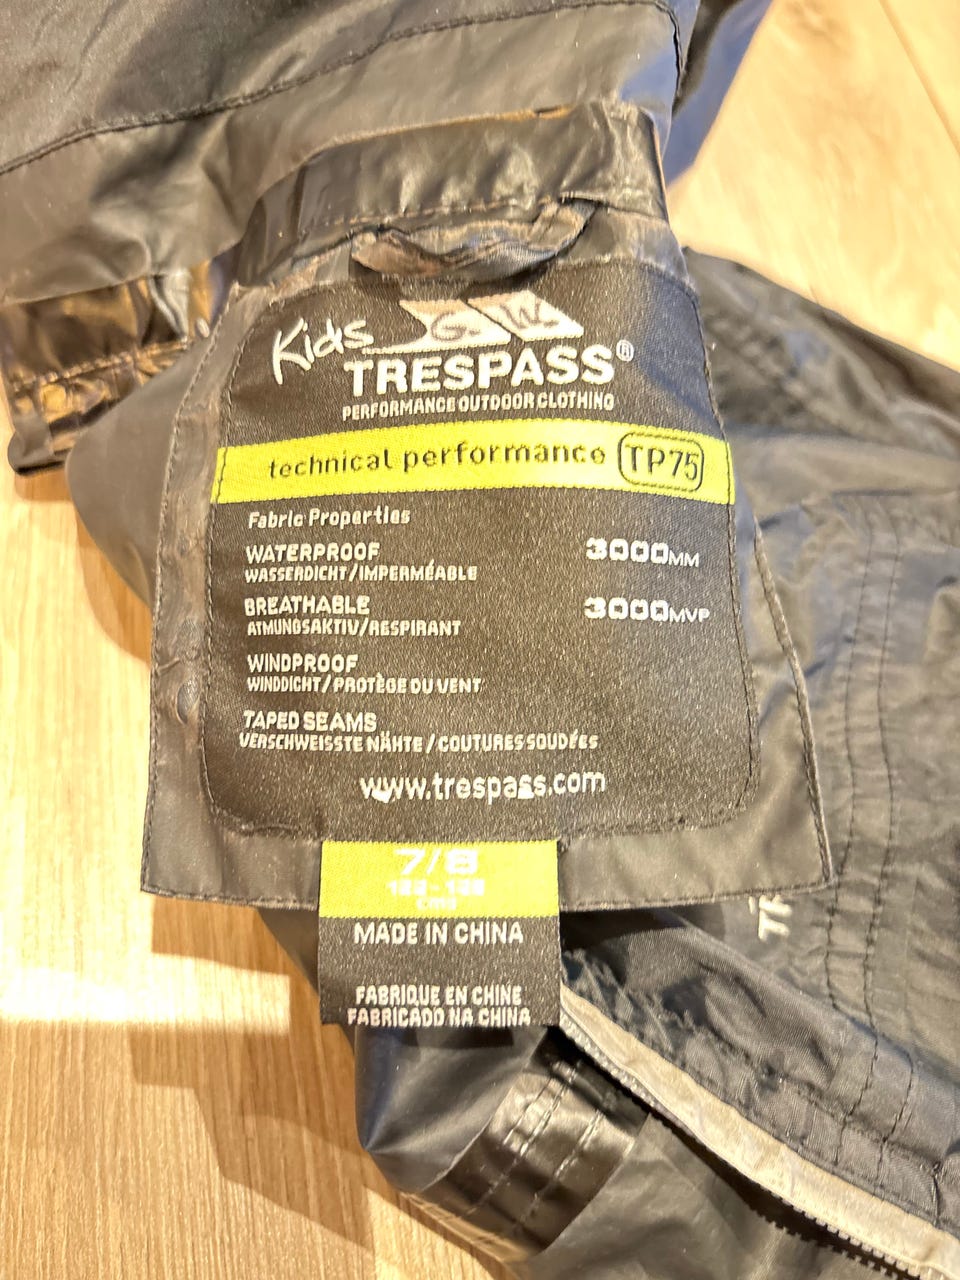 G. W.
Kids
TRESPASS®
PERFORMANCE OUTDOOR CLOTHING
technical performance TP75
Fabric Properties
WATERPROOF 3000MM
WASSERDICHT/IMPERMÉABLE
BREATHABLE 3000MVP
ATMUNGSAKTIV/RESPIRANT
WINDPROOF
WINDDICHT/PROTÈGE DU VENT
TAPED SEAMS
VERSCHWEISSTE NÄHTE/COUTURES SOUDÉES
www.trespass.com
7/8
cms
MADE IN CHINA
FABRIQUE EN CHINE
FABRICADO NA CHINA